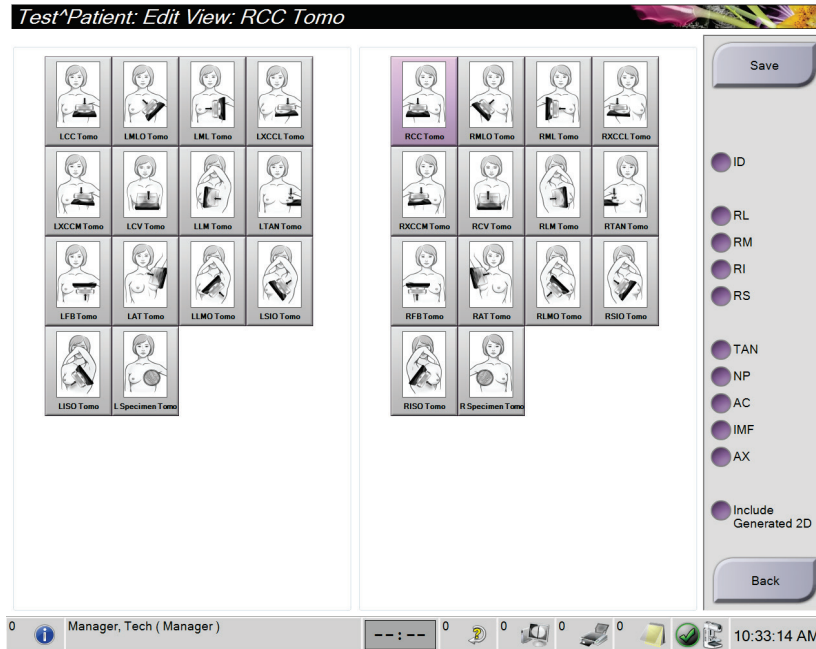 Test^Patient: Edit View: RCC Tomo
LCC Tomo LMLO Tomo LML Tomo LXCCL Tomo
LXCCM Tomo LCV Tomo LLM Tomo LTAN Tomo
LFB Tomo LAT Tomo LLMO Tomo LSIO Tomo
LISO Tomo L Specimen Tomo
RCC Tomo RMLO Tomo RML Tomo RXCCL Tomo
RXCCM Tomo RCV Tomo RLM Tomo RTAN Tomo
RFB Tomo RAT Tomo RLMO Tomo RSIO Tomo
RISO Tomo R Specimen Tomo
Save
ID
RL
RM
RI
RS
TAN
NP
AC
IMF
AX
Include
Generated 2D
Back
0 Manager, Tech ( Manager ) --:-- 0 0 0 0 10:33:14 AM